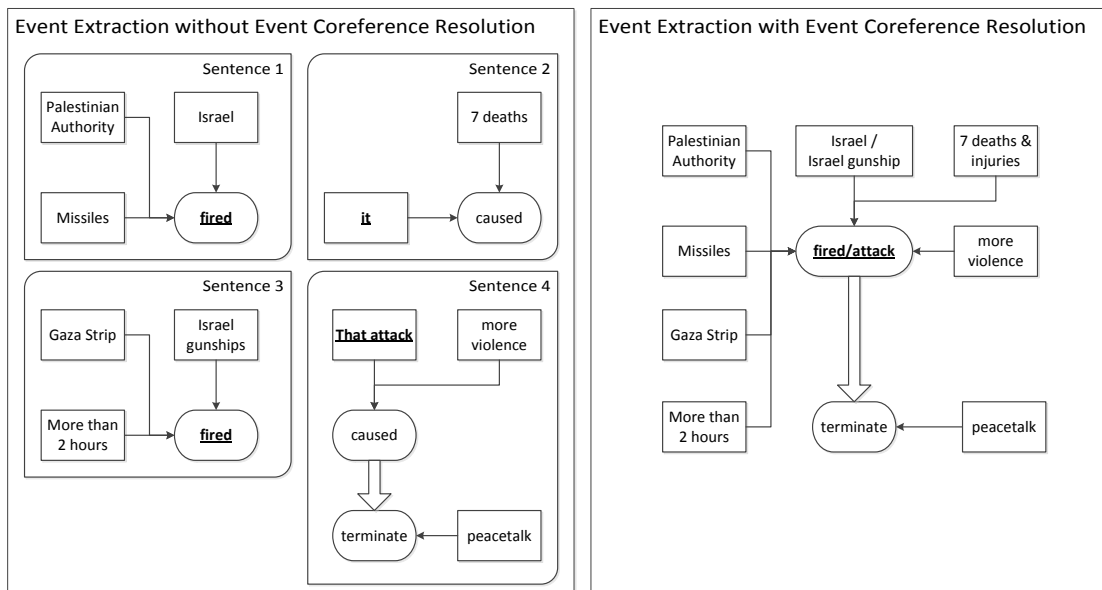 Event Extraction without Event Coreference Resolution
Sentence 1
Palestinian
Authority
Israel
Missiles
fired
Sentence 2
7 deaths
it
caused
Sentence 3
Gaza Strip
Israel
gunships
More than
2 hours
fired
Sentence 4
That attack
more
violence
caused
terminate
peacetalk
Event Extraction with Event Coreference Resolution
Palestinian
Authority
Israel /
Israel gunship
7 deaths &
injuries
Missiles
fired/attack
more
violence
Gaza Strip
More than
2 hours
terminate
peacetalk